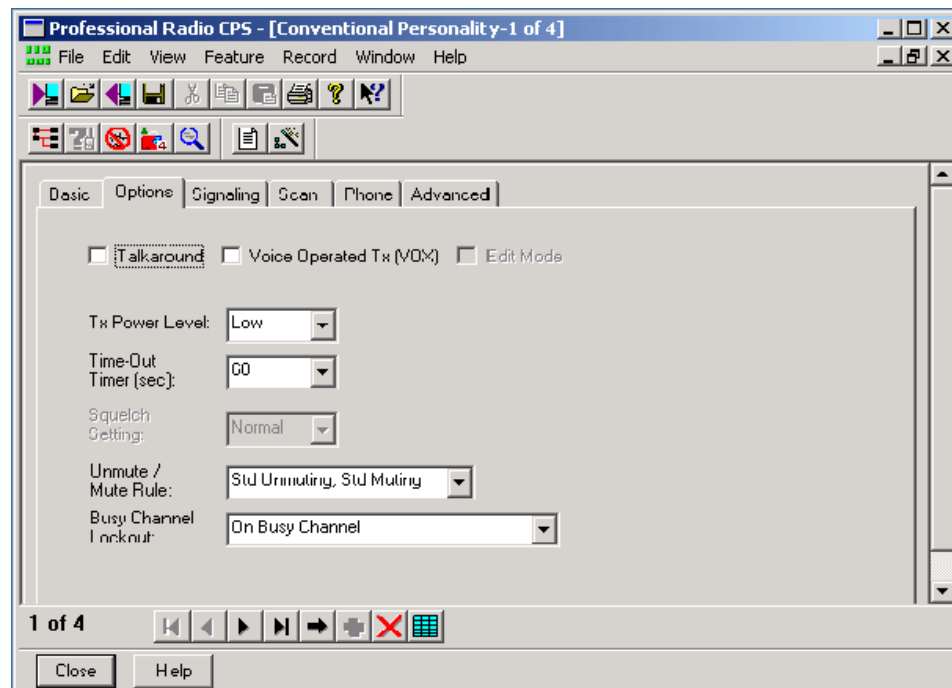 Professional Radio CPS - [Conventional Personality-1 of 4]
File Edit View Feature Record Window Help
Basic Options Signaling Scan Phone Advanced
Talkaround Voice Operated Tx (VOX) Edit Mode
Tx Power Level: Low
Time-Out
Timer (sec): 60
Squelch
Setting: Normal
Unmute /
Mute Rule: Std Unmuting, Std Muting
Busy Channel
Lockout: On Busy Channel
1 of 4
Close Help